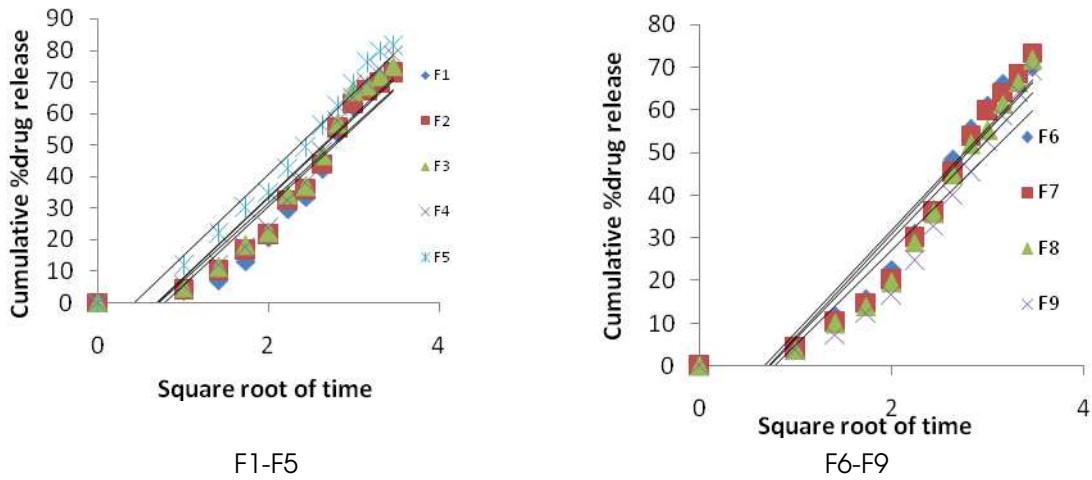 90
80
70
60
50
40
30
20
10
0
Cumulative %drug release
0
2
4
Square root of time
F1
F2
F3
F4
F5
F1-F5
80
70
60
50
40
30
20
10
0
Cumulative %drug release
0
2
4
Square root of time
F6
F7
F8
F9
F6-F9